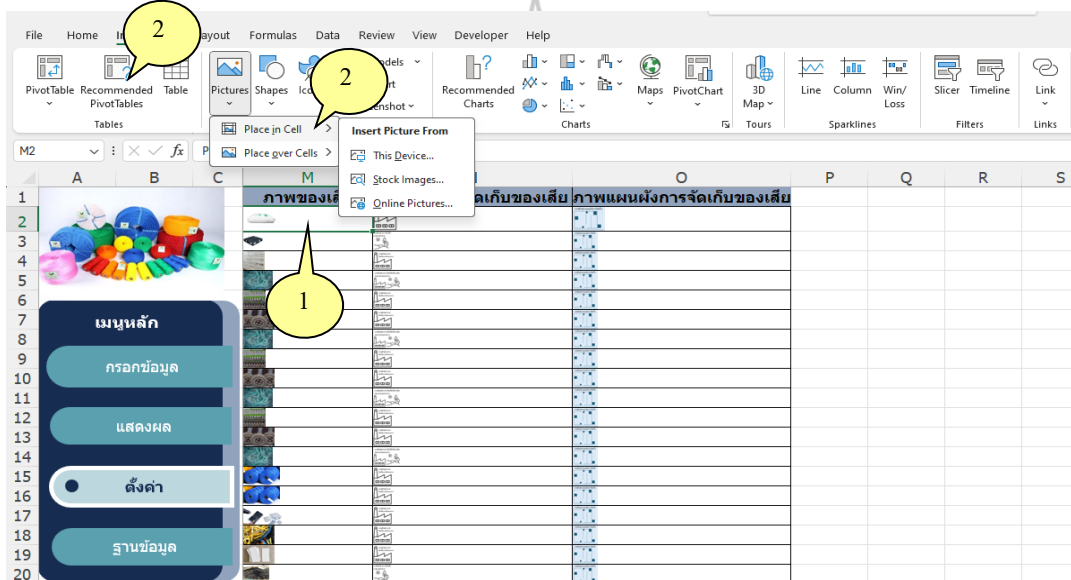 File Home In ayout Formulas Data Review View Developer Help
2
2
PivotTable Recommended PivotTables Table
Pictures Shapes Ico
odels
enshot
Recommended Charts
Maps PivotChart
3D Map
Line Column Win/ Loss
Slicer Timeline
Link
Tables Charts Tours Sparklines Filters Links
Place in Cell
Place over Cells
Insert Picture From
This Device...
Stock Images...
Online Pictures...
M2 fx P
A B C M O P Q R S
1 ภาพของเสี ดเก็บของเสีย ภาพแผนผังการจัดเก็บของเสีย
2
3
4
5
6
7
8
9
10
11
12
13
14
15
16
17
18
19
20
1
เมนูหลัก
กรอกข้อมูล
แสดงผล
ตั้งค่า
ฐานข้อมูล